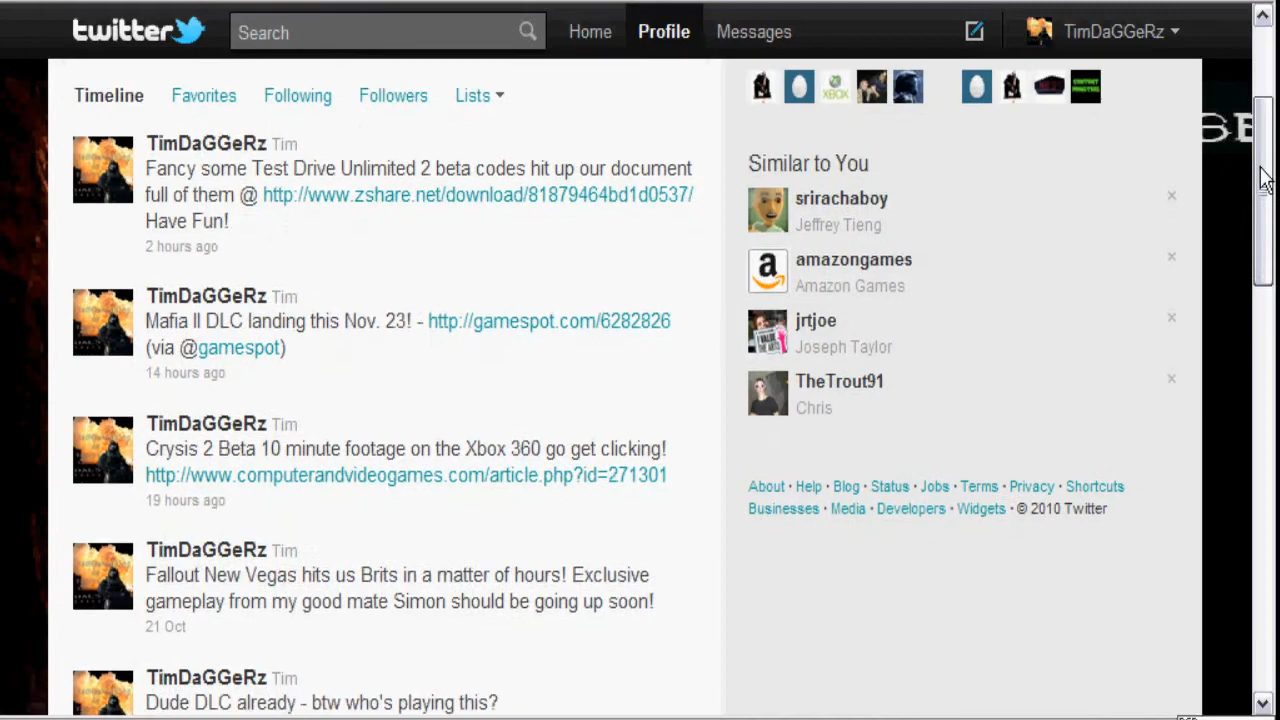 twitter Search Home Profile Messages TimDaGGeRz
Timeline Favorites Following Followers Lists
TimDaGGeRz Tim
Fancy some Test Drive Unlimited 2 beta codes hit up our document
full of them @ http://www.zshare.net/download/81879464bd1d0537/
Have Fun!
2 hours ago
TimDaGGeRz Tim
Mafia II DLC landing this Nov. 23! - http://gamespot.com/6282826
(via @gamespot)
14 hours ago
TimDaGGeRz Tim
Crysis 2 Beta 10 minute footage on the Xbox 360 go get clicking!
http://www.computerandvideogames.com/article.php?id=271301
19 hours ago
TimDaGGeRz Tim
Fallout New Vegas hits us Brits in a matter of hours! Exclusive
gameplay from my good mate Simon should be going up soon!
21 Oct
TimDaGGeRz Tim
Dude DLC already - btw who's playing this?
XBOX
Similar to You
srirachaboy
Jeffrey Tieng
amazongames
Amazon Games
jrtjoe
Joseph Taylor
TheTrout91
Chris
About · Help · Blog · Status · Jobs · Terms · Privacy · Shortcuts
Businesses · Media · Developers · Widgets · © 2010 Twitter